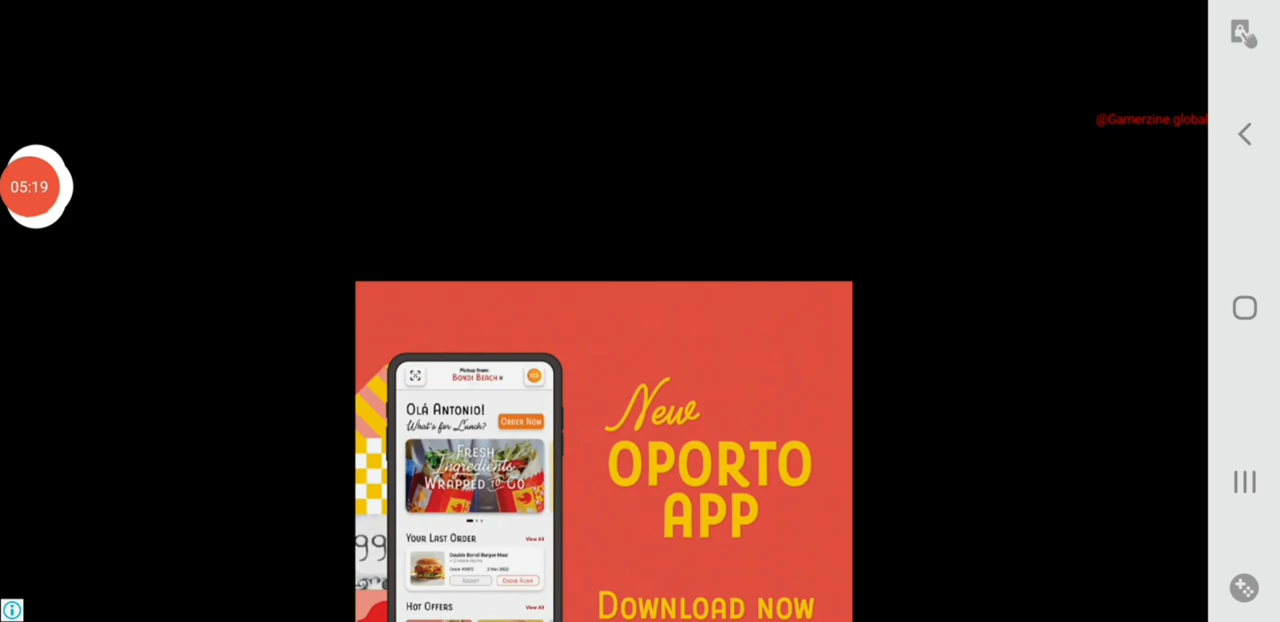 @Gamerzine.global
05:19
Pickup from:
BONDI BEACH
OLÁ ANTONIO!
What's for Lunch?
ORDER NOW
FRESH
Ingredients
WRAPPED TO GO
YOUR LAST ORDER
View All
Double Bondi Burger Meal
ORDER AGAIN
HOT OFFERS
View All
99
New
OPORTO
APP
DOWNLOAD NOW